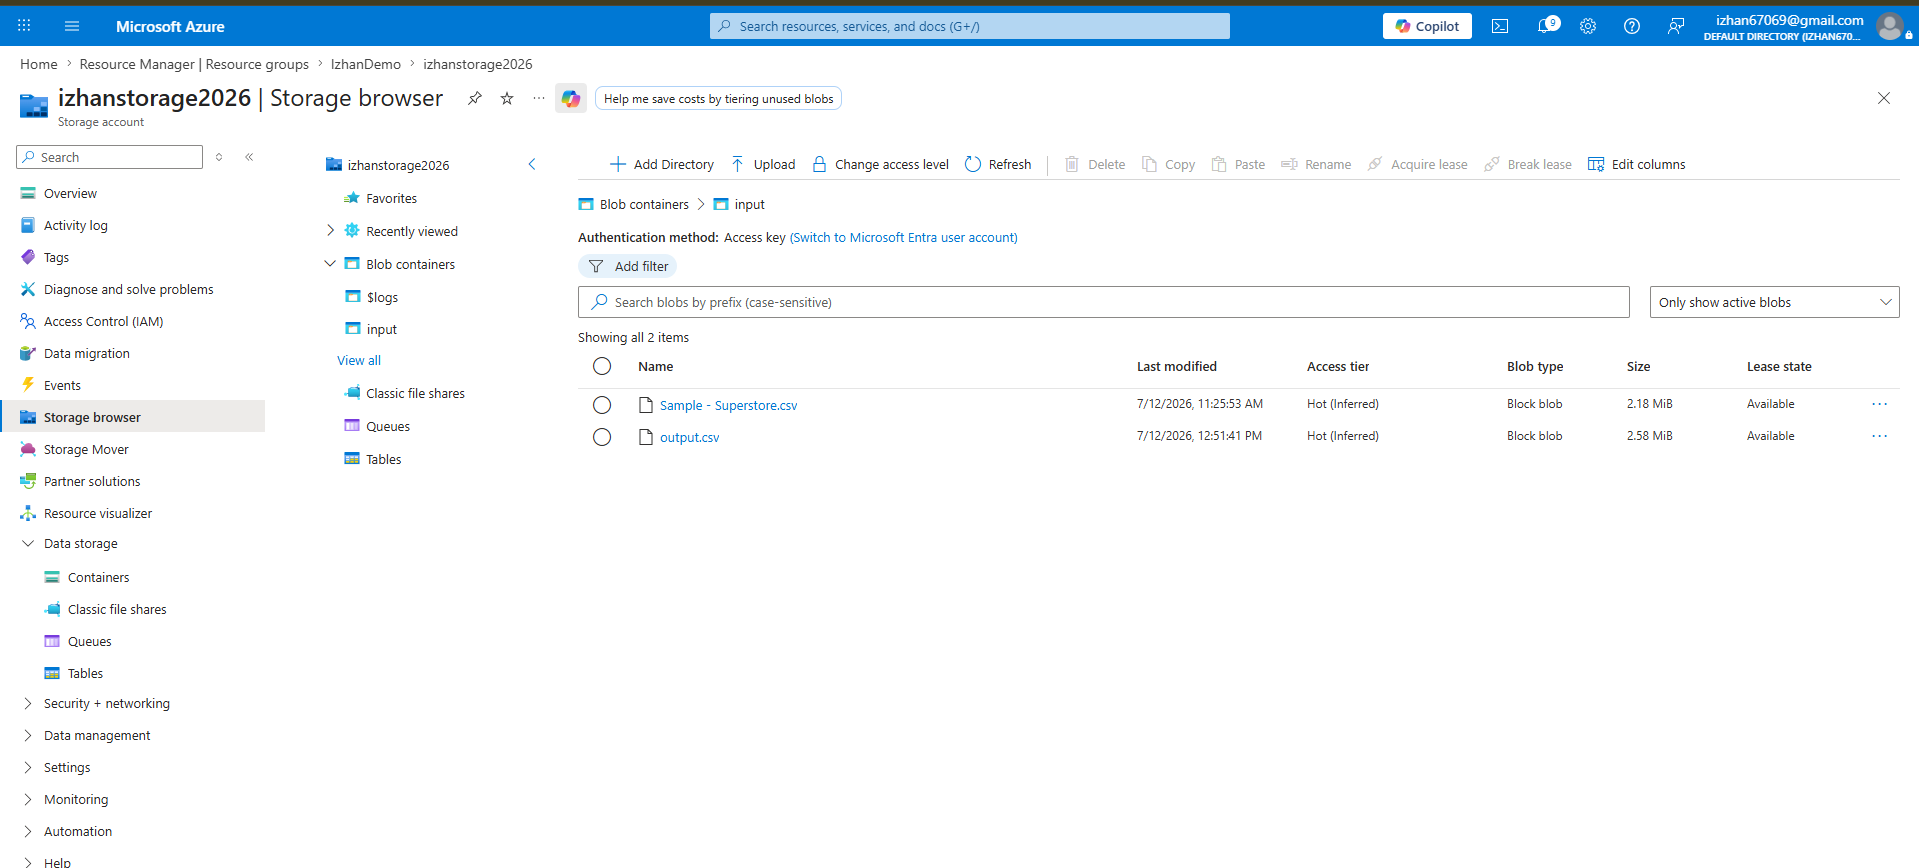 Microsoft Azure
Search resources, services, and docs (G+/)
Copilot
9
izhan67069@gmail.com
DEFAULT DIRECTORY (IZHAN670...
Home > Resource Manager | Resource groups > IzhanDemo > izhanstorage2026
izhanstorage2026 | Storage browser
Storage account
Help me save costs by tiering unused blobs
Search
Overview
Activity log
Tags
Diagnose and solve problems
Access Control (IAM)
Data migration
Events
Storage browser
Storage Mover
Partner solutions
Resource visualizer
Data storage
Containers
Classic file shares
Queues
Tables
Security + networking
Data management
Settings
Monitoring
Automation
Help
izhanstorage2026
Favorites
Recently viewed
Blob containers
$logs
input
View all
Classic file shares
Queues
Tables
Add Directory Upload Change access level Refresh Delete Copy Paste Rename Acquire lease Break lease Edit columns
Blob containers > input
Authentication method: Access key (Switch to Microsoft Entra user account)
Add filter
Search blobs by prefix (case-sensitive)
Only show active blobs
Showing all 2 items
Name Last modified Access tier Blob type Size Lease state
Sample - Superstore.csv 7/12/2026, 11:25:53 AM Hot (Inferred) Block blob 2.18 MiB Available
output.csv 7/12/2026, 12:51:41 PM Hot (Inferred) Block blob 2.58 MiB Available